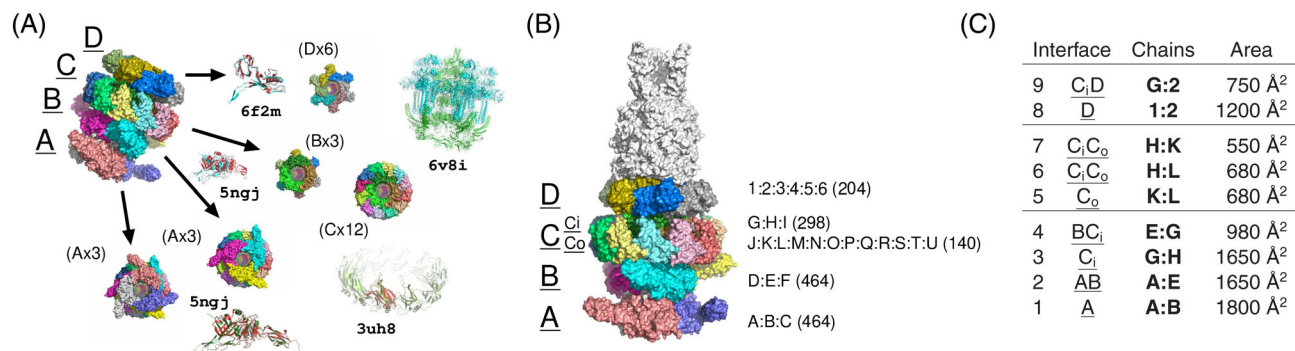 (A)
D
C
B
A
(Dx6)
6f2m
6v8i
(Bx3)
5ngj
(Cx12)
(Ax3)
(Ax3)
5ngj
3uh8
(B)
D 1:2:3:4:5:6 (204)
C Ci G:H:I (298)
Co J:K:L:M:N:O:P:Q:R:S:T:U (140)
B D:E:F (464)
A A:B:C (464)
(C)
Interface Chains Area
9 CiD G:2 750 Å²
8 D 1:2 1200 Å²
7 CiCo H:K 550 Å²
6 CiCo H:L 680 Å²
5 Co K:L 680 Å²
4 BCi E:G 980 Å²
3 Ci G:H 1650 Å²
2 AB A:E 1650 Å²
1 A A:B 1800 Å²